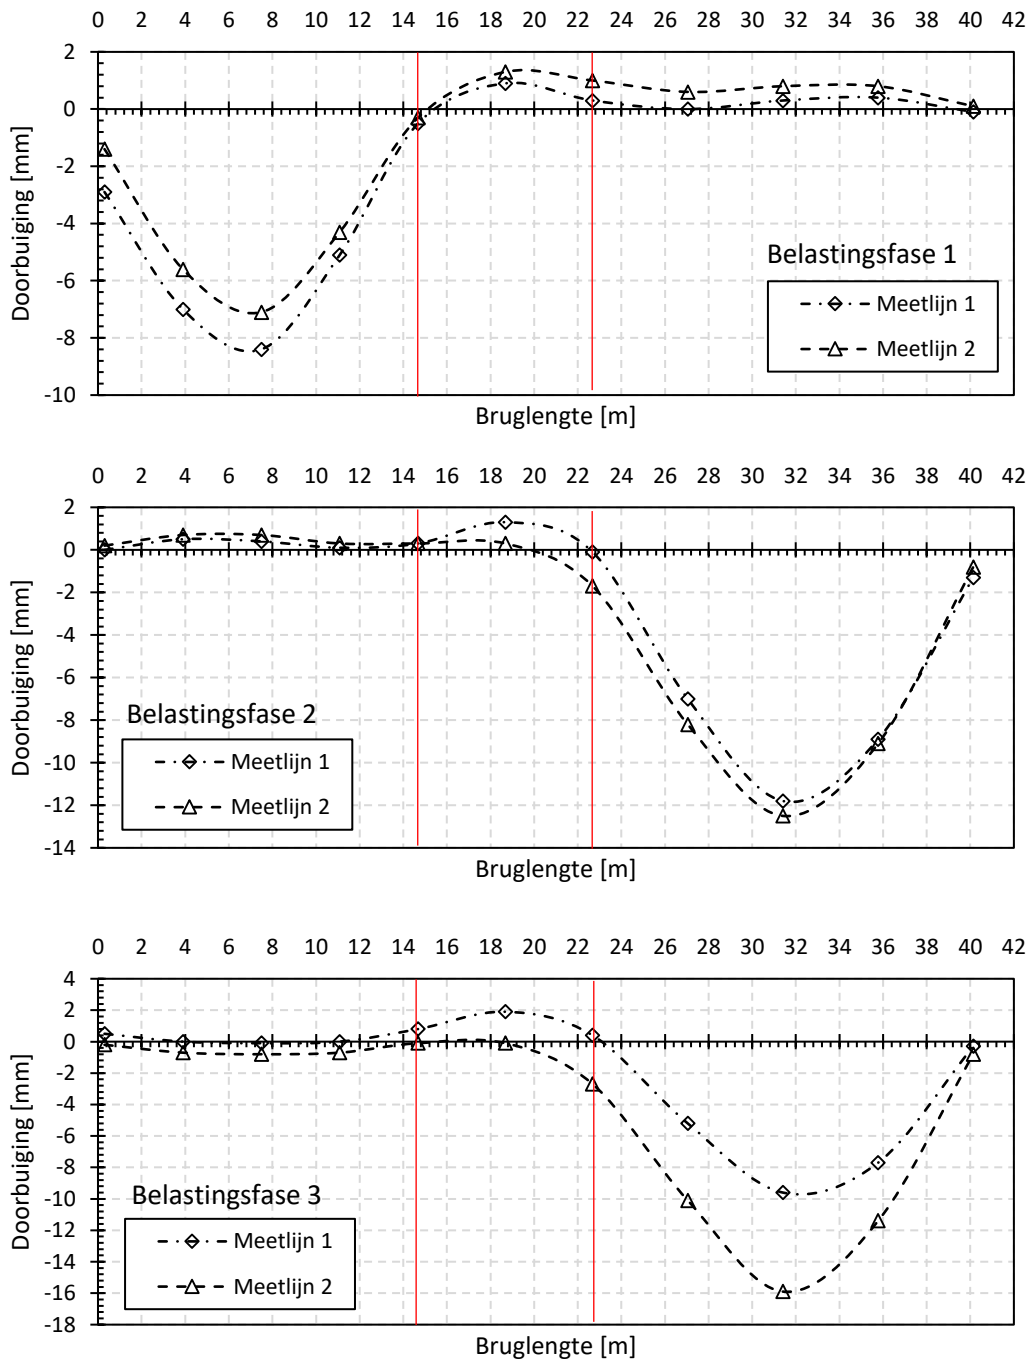 0 2 4 6 8 10 12 14 16 18 20 22 24 26 28 30 32 34 36 38 40 42
2
0
-2
-4
-6
-8
-10
Doorbuiging [mm]
Belastingsfase 1
Meetlijn 1
Meetlijn 2
Bruglengte [m]
0 2 4 6 8 10 12 14 16 18 20 22 24 26 28 30 32 34 36 38 40 42
2
0
-2
-4
-6
-8
-10
-12
-14
Doorbuiging [mm]
Belastingsfase 2
Meetlijn 1
Meetlijn 2
Bruglengte [m]
0 2 4 6 8 10 12 14 16 18 20 22 24 26 28 30 32 34 36 38 40 42
4
2
0
-2
-4
-6
-8
-10
-12
-14
-16
-18
Doorbuiging [mm]
Belastingsfase 3
Meetlijn 1
Meetlijn 2
Bruglengte [m]